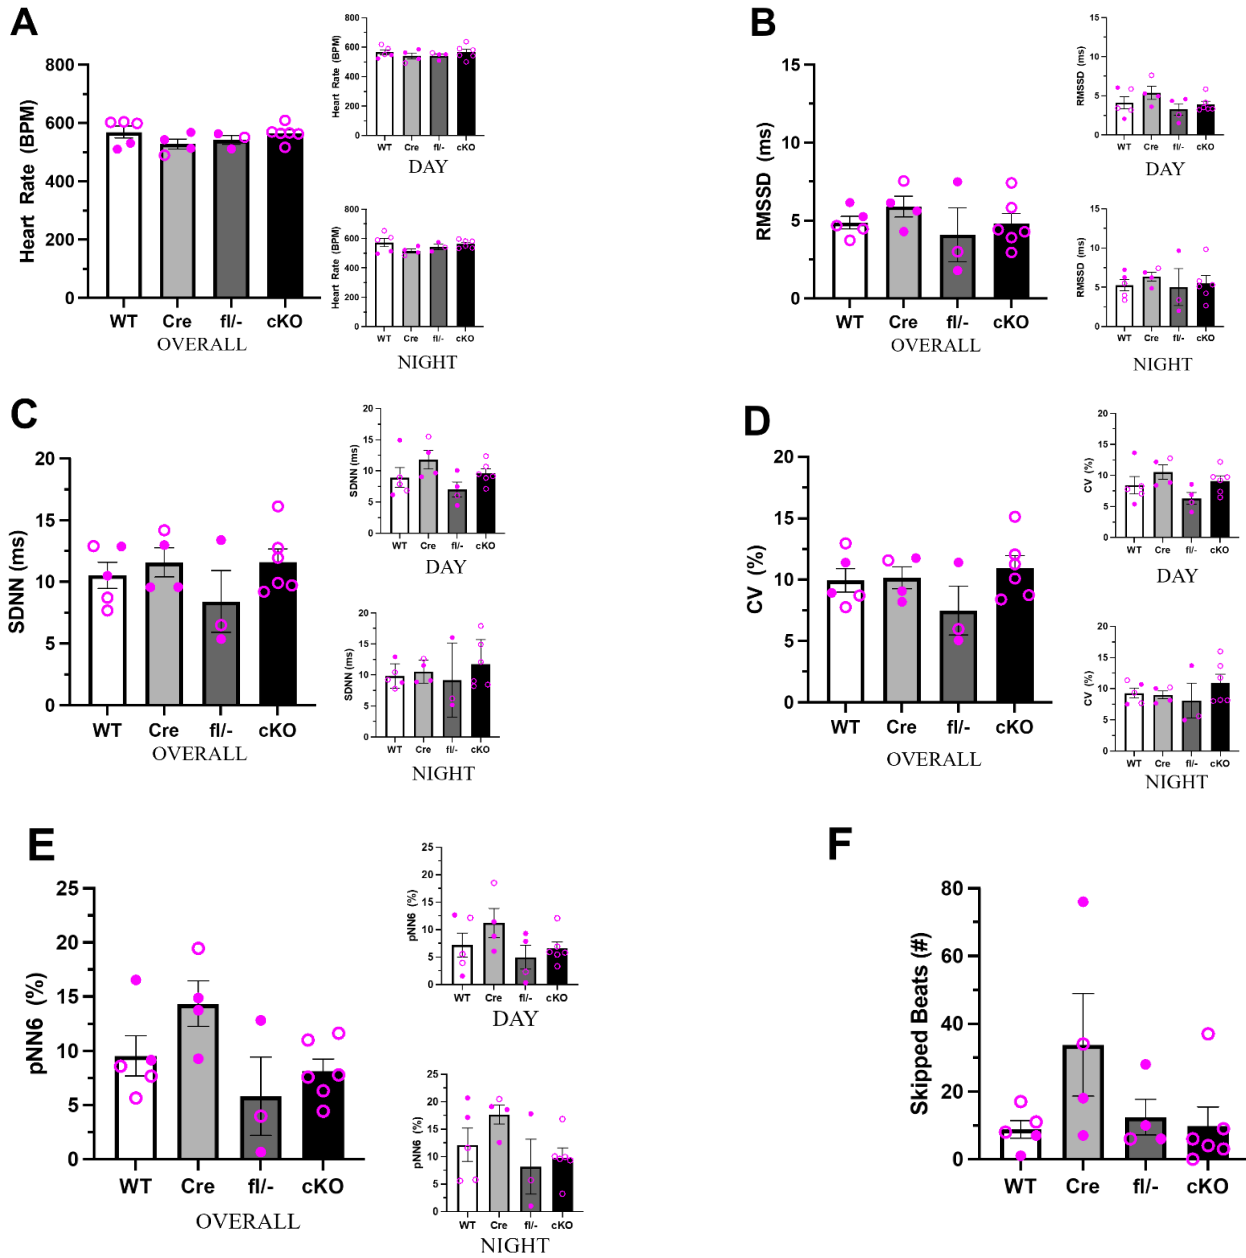 A
Heart Rate (BPM)
800
600
400
200
0
WT Cre fl/- cKO
OVERALL
Heart Rate (BPM)
800
600
400
200
0
WT Cre fl/- cKO
DAY
Heart Rate (BPM)
800
600
400
200
0
WT Cre fl/- cKO
NIGHT
B
RMSSD (ms)
15
10
5
0
WT Cre fl/- cKO
OVERALL
RMSSD (ms)
15
10
5
0
WT Cre fl/- cKO
DAY
RMSSD (ms)
15
10
5
0
WT Cre fl/- cKO
NIGHT
C
SDNN (ms)
20
15
10
5
0
WT Cre fl/- cKO
OVERALL
SDNN (ms)
20
15
10
5
0
WT Cre fl/- cKO
DAY
SDNN (ms)
20
15
10
5
0
WT Cre fl/- cKO
NIGHT
D
CV (%)
20
15
10
5
0
WT Cre fl/- cKO
OVERALL
CV (%)
20
15
10
5
0
WT Cre fl/- cKO
DAY
CV (%)
20
15
10
5
0
WT Cre fl/- cKO
NIGHT
E
pNN6 (%)
25
20
15
10
5
0
WT Cre fl/- cKO
OVERALL
pNN6 (%)
25
20
15
10
5
0
WT Cre fl/- cKO
DAY
pNN6 (%)
25
20
15
10
5
0
WT Cre fl/- cKO
NIGHT
F
Skipped Beats (#)
80
60
40
20
0
WT Cre fl/- cKO